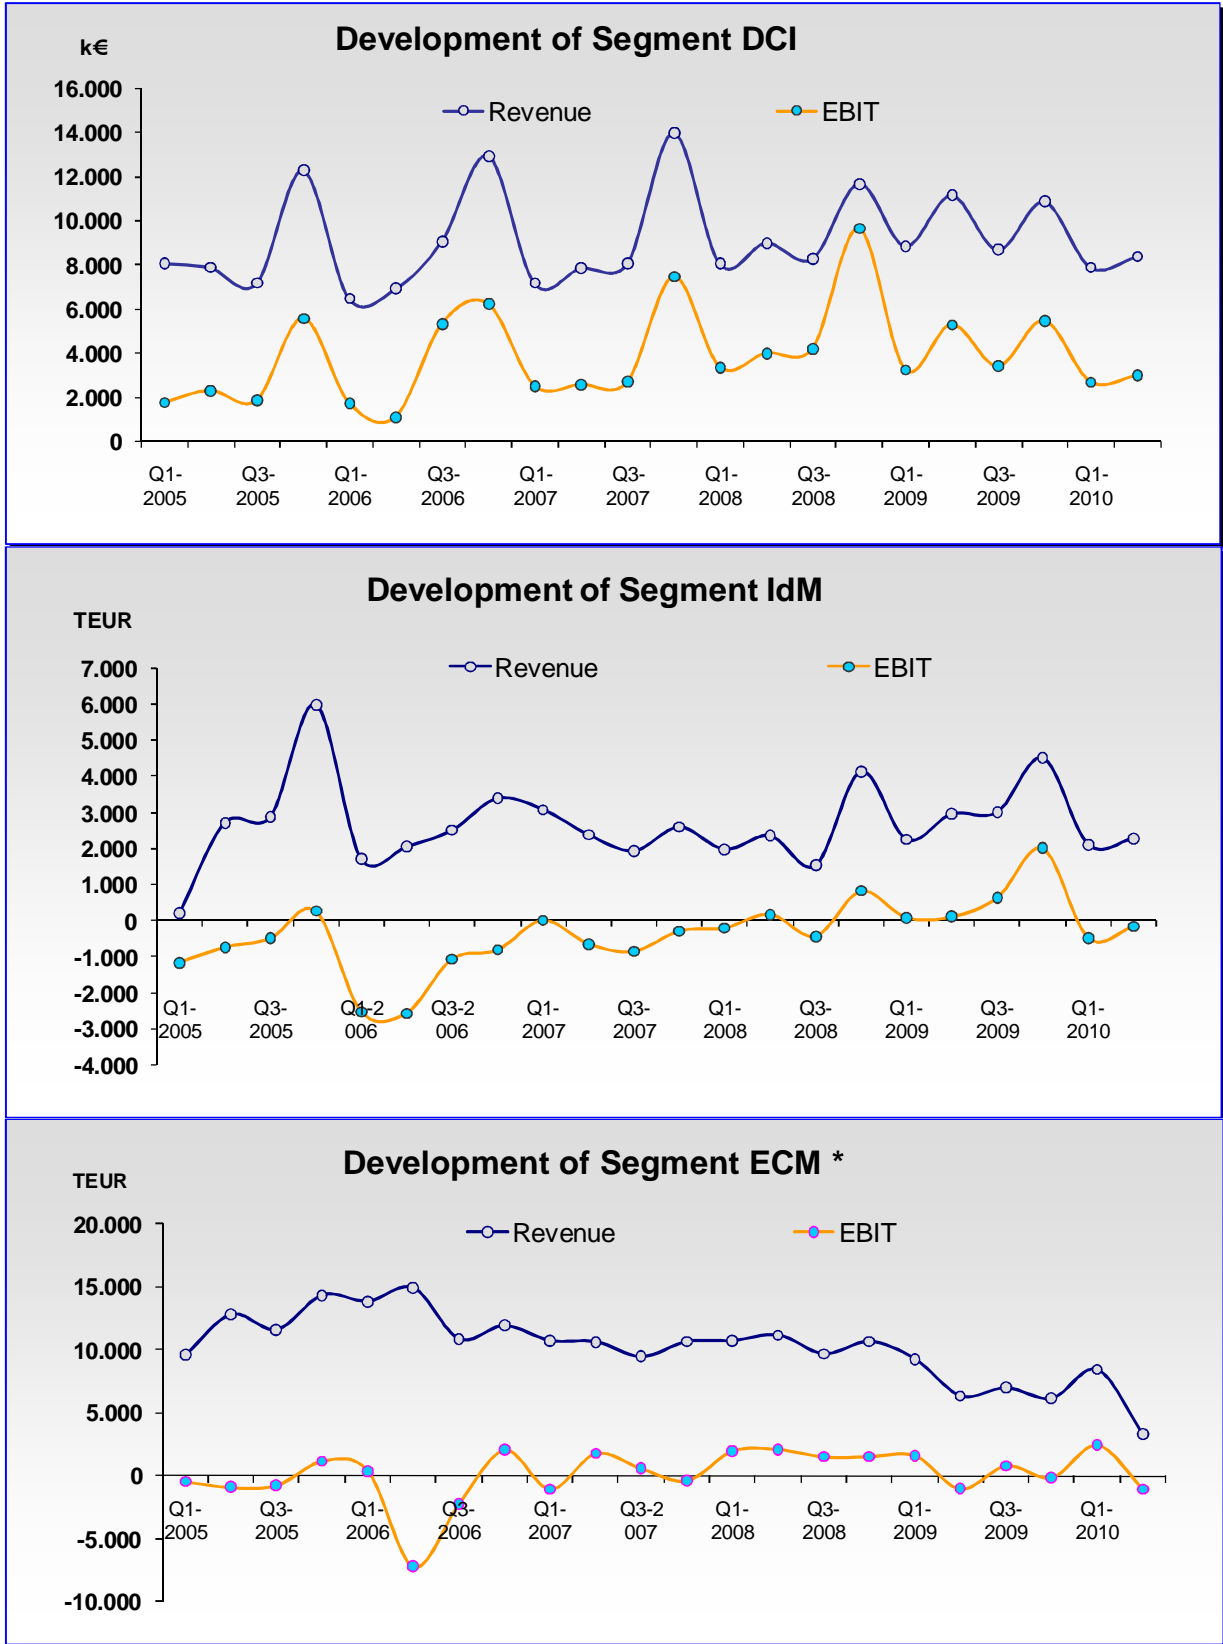 Development of Segment DCI
k€
16.000
14.000
12.000
10.000
8.000
6.000
4.000
2.000
0
Revenue
EBIT
Q1-
2005
Q3-
2005
Q1-
2006
Q3-
2006
Q1-
2007
Q3-
2007
Q1-
2008
Q3-
2008
Q1-
2009
Q3-
2009
Q1-
2010
Development of Segment IdM
TEUR
7.000
6.000
5.000
4.000
3.000
2.000
1.000
0
-1.000
-2.000
-3.000
-4.000
Revenue
EBIT
Q1-
2005
Q3-
2005
Q1-2
006
Q3-2
006
Q1-
2007
Q3-
2007
Q1-
2008
Q3-
2008
Q1-
2009
Q3-
2009
Q1-
2010
Development of Segment ECM *
TEUR
20.000
15.000
10.000
5.000
0
-5.000
-10.000
Revenue
EBIT
Q1-
2005
Q3-
2005
Q1-
2006
Q3-
2006
Q1-
2007
Q3-2
007
Q1-
2008
Q3-
2008
Q1-
2009
Q3-
2009
Q1-
2010